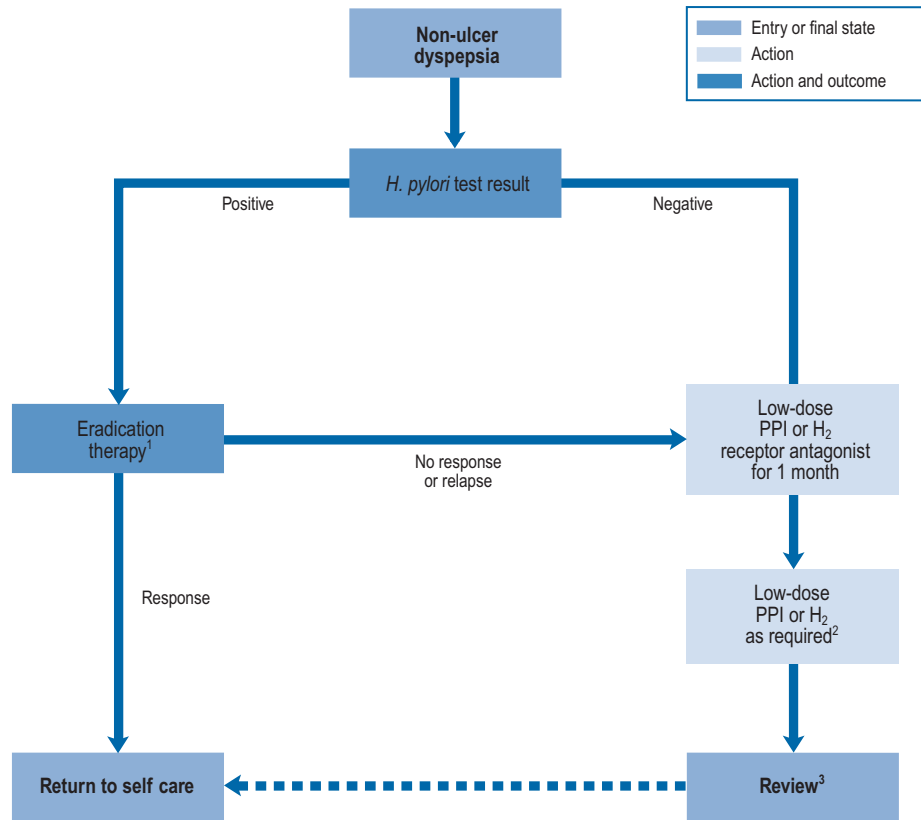 Non-ulcer
dyspepsia
Entry or final state
Action
Action and outcome
H. pylori test result
Positive
Negative
Eradication
therapy¹
No response
or relapse
Low-dose
PPI or H₂
receptor antagonist
for 1 month
Response
Low-dose
PPI or H₂
as required²
Return to self care
Review³